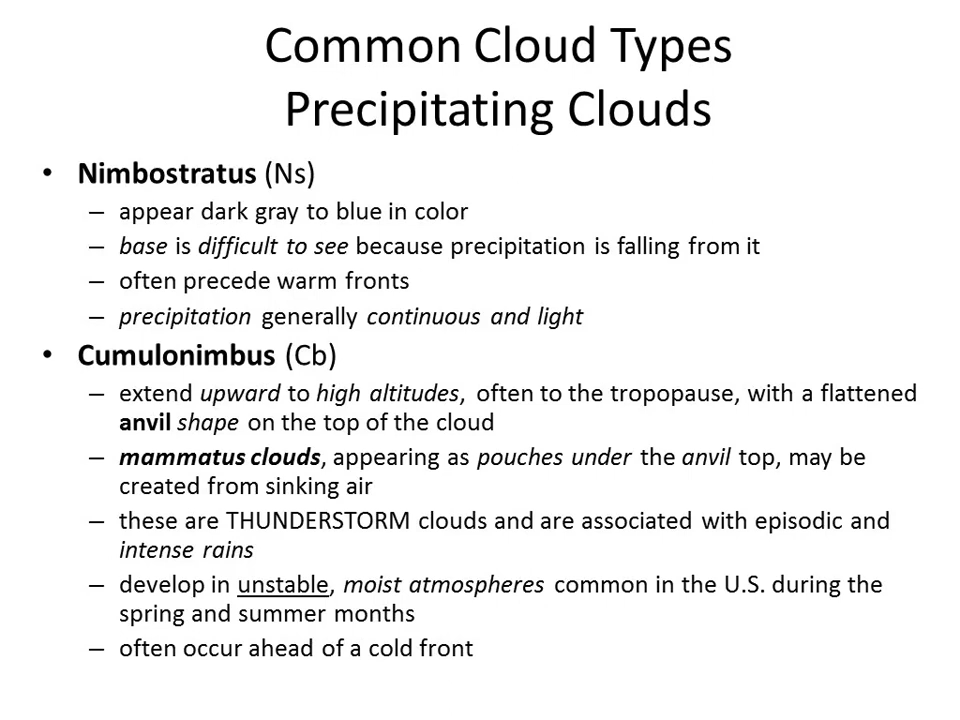 Common Cloud Types
Precipitating Clouds
• Nimbostratus (Ns)
– appear dark gray to blue in color
– base is difficult to see because precipitation is falling from it
– often precede warm fronts
– precipitation generally continuous and light
• Cumulonimbus (Cb)
– extend upward to high altitudes, often to the tropopause, with a flattened
anvil shape on the top of the cloud
– mammatus clouds, appearing as pouches under the anvil top, may be
created from sinking air
– these are THUNDERSTORM clouds and are associated with episodic and
intense rains
– develop in unstable, moist atmospheres common in the U.S. during the
spring and summer months
– often occur ahead of a cold front